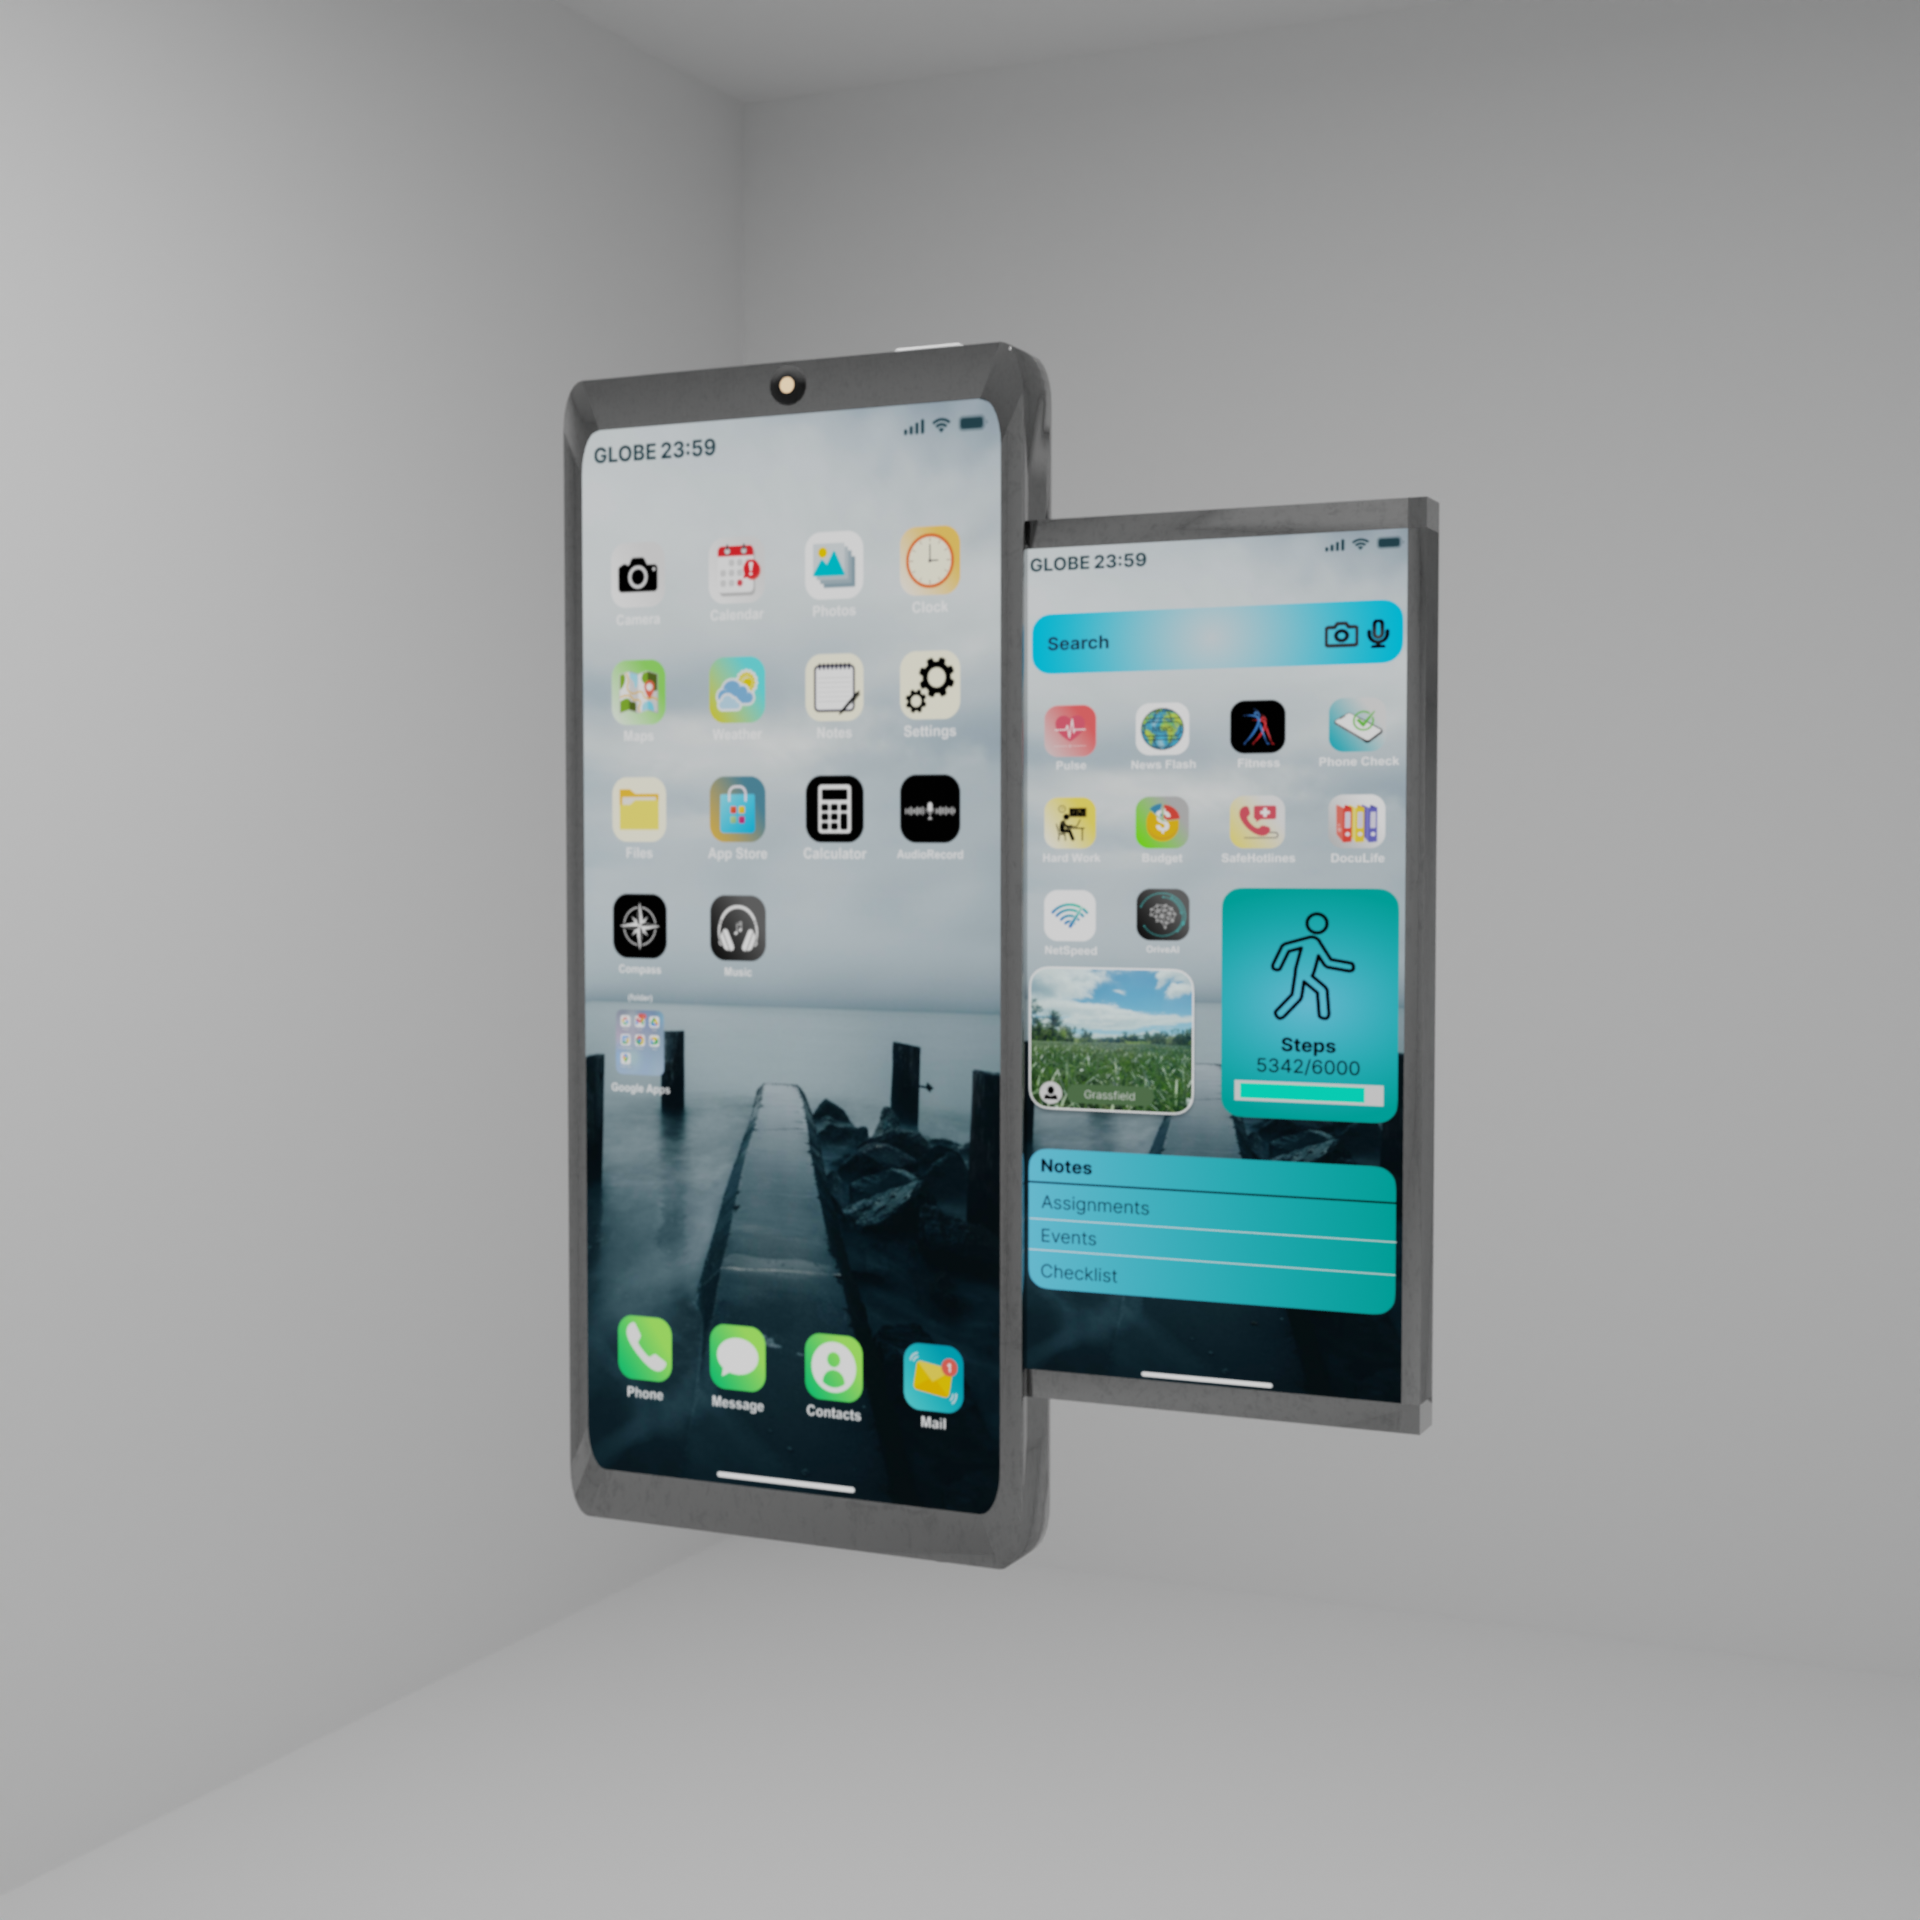 GLOBE 23:59
Camera
Calendar
Photos
Clock
Maps
Weather
Notes
Settings
Files
App Store
Calculator
AudioRecord
Compass
Music
(folder)
Google Apps
Phone
Message
Contacts
Mail
1
GLOBE 23:59
Search
Pulse
News Flash
Fitness
Phone Check
Hard Work
Budget
SafeHotlines
DocuLife
NetSpeed
Grassfield
Steps
5342/6000
Notes
Assignments
Events
Checklist